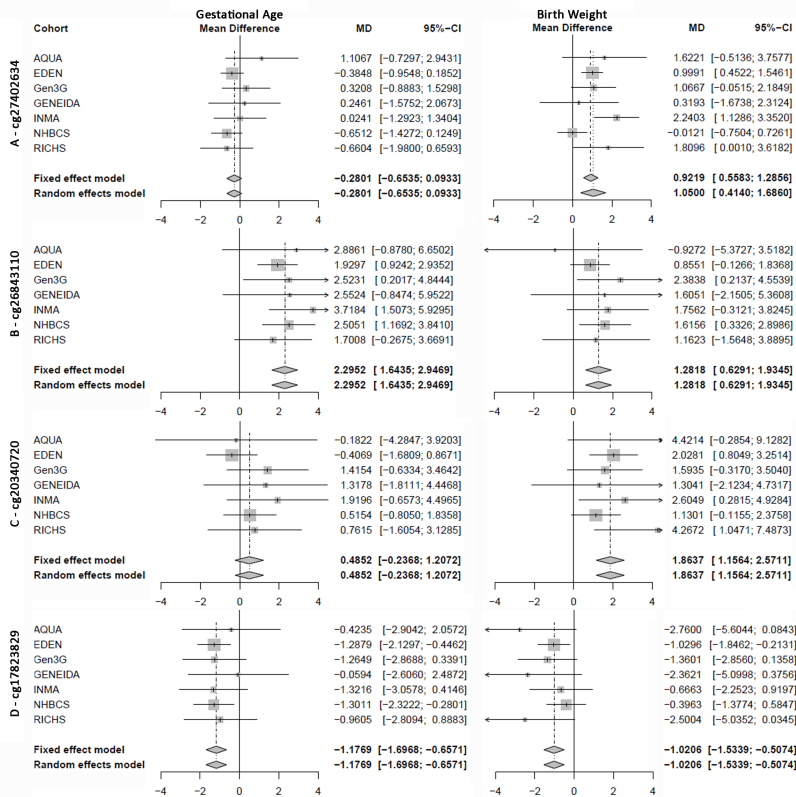 Gestational Age Birth Weight
Cohort Mean Difference MD 95%−CI Mean Difference MD 95%−CI
A - cg27402634
AQUA 1.1067 [−0.7297; 2.9431] 1.6221 [−0.5136; 3.7577]
EDEN −0.3848 [−0.9548; 0.1852] 0.9991 [ 0.4522; 1.5461]
Gen3G 0.3208 [−0.8883; 1.5298] 1.0667 [−0.0515; 2.1849]
GENEIDA 0.2461 [−1.5752; 2.0673] 0.3193 [−1.6738; 2.3124]
INMA 0.0241 [−1.2923; 1.3404] 2.2403 [ 1.1286; 3.3520]
NHBCS −0.6512 [−1.4272; 0.1249] −0.0121 [−0.7504; 0.7261]
RICHS −0.6604 [−1.9800; 0.6593] 1.8096 [ 0.0010; 3.6182]
Fixed effect model −0.2801 [−0.6535; 0.0933] 0.9219 [ 0.5583; 1.2856]
Random effects model −0.2801 [−0.6535; 0.0933] 1.0500 [ 0.4140; 1.6860]
−4 −2 0 2 4 −4 −2 0 2 4
B - cg26843110
AQUA 2.8861 [−0.8780; 6.6502] −0.9272 [−5.3727; 3.5182]
EDEN 1.9297 [ 0.9242; 2.9352] 0.8551 [−0.1266; 1.8368]
Gen3G 2.5231 [ 0.2017; 4.8444] 2.3838 [ 0.2137; 4.5539]
GENEIDA 2.5524 [−0.8474; 5.9522] 1.6051 [−2.1505; 5.3608]
INMA 3.7184 [ 1.5073; 5.9295] 1.7562 [−0.3121; 3.8245]
NHBCS 2.5051 [ 1.1692; 3.8410] 1.6156 [ 0.3326; 2.8986]
RICHS 1.7008 [−0.2675; 3.6691] 1.1623 [−1.5648; 3.8895]
Fixed effect model 2.2952 [ 1.6435; 2.9469] 1.2818 [ 0.6291; 1.9345]
Random effects model 2.2952 [ 1.6435; 2.9469] 1.2818 [ 0.6291; 1.9345]
−4 −2 0 2 4 −4 −2 0 2 4
C - cg20340720
AQUA −0.1822 [−4.2847; 3.9203] 4.4214 [−0.2854; 9.1282]
EDEN −0.4069 [−1.6809; 0.8671] 2.0281 [ 0.8049; 3.2514]
Gen3G 1.4154 [−0.6334; 3.4642] 1.5935 [−0.3170; 3.5040]
GENEIDA 1.3178 [−1.8111; 4.4468] 1.3041 [−2.1234; 4.7317]
INMA 1.9196 [−0.6573; 4.4965] 2.6049 [ 0.2815; 4.9284]
NHBCS 0.5154 [−0.8050; 1.8358] 1.1301 [−0.1155; 2.3758]
RICHS 0.7615 [−1.6054; 3.1285] 4.2672 [ 1.0471; 7.4873]
Fixed effect model 0.4852 [−0.2368; 1.2072] 1.8637 [ 1.1564; 2.5711]
Random effects model 0.4852 [−0.2368; 1.2072] 1.8637 [ 1.1564; 2.5711]
−4 −2 0 2 4 −4 −2 0 2 4
D - cg17823829
AQUA −0.4235 [−2.9042; 2.0572] −2.7600 [−5.6044; 0.0843]
EDEN −1.2879 [−2.1297; −0.4462] −1.0296 [−1.8462; −0.2131]
Gen3G −1.2649 [−2.8688; 0.3391] −1.3601 [−2.8560; 0.1358]
GENEIDA −0.0594 [−2.6060; 2.4872] −2.3621 [−5.0998; 0.3756]
INMA −1.3216 [−3.0578; 0.4146] −0.6663 [−2.2523; 0.9197]
NHBCS −1.3011 [−2.3222; −0.2801] −0.3963 [−1.3774; 0.5847]
RICHS −0.9605 [−2.8094; 0.8883] −2.5004 [−5.0352; 0.0345]
Fixed effect model −1.1769 [−1.6968; −0.6571] −1.0206 [−1.5339; −0.5074]
Random effects model −1.1769 [−1.6968; −0.6571] −1.0206 [−1.5339; −0.5074]
−4 −2 0 2 4 −4 −2 0 2 4